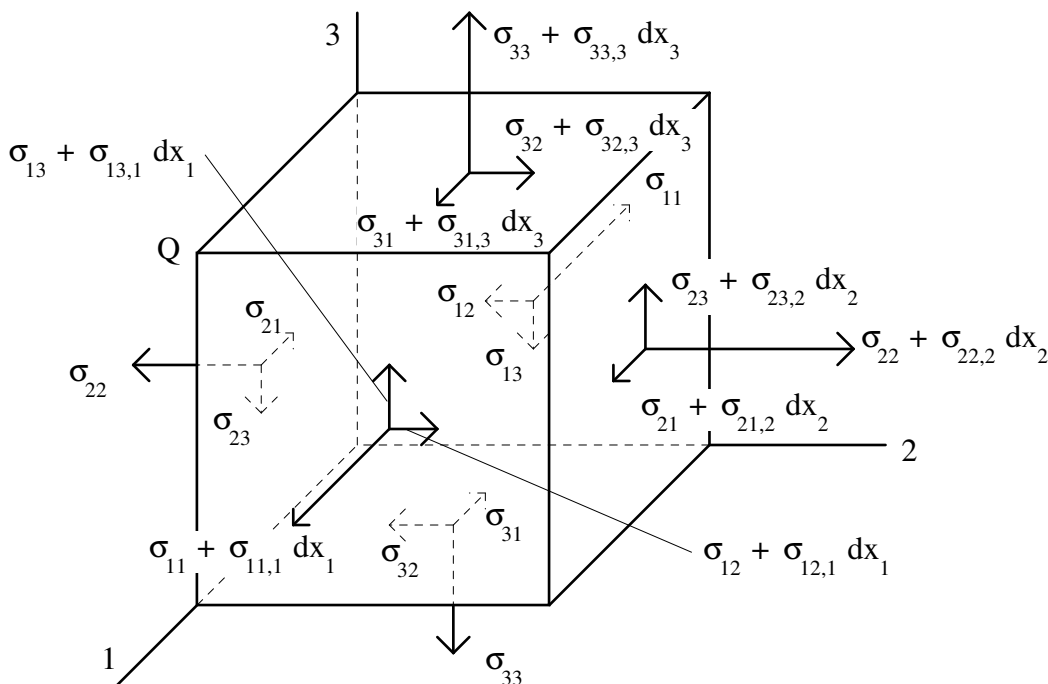 3
σ₃₃ + σ₃₃,₃ dx₃
σ₃₂ + σ₃₂,₃ dx₃
σ₁₃ + σ₁₃,₁ dx₁
σ₁₁
σ₃₁ + σ₃₁,₃ dx₃
Q
σ₂₃ + σ₂₃,₂ dx₂
σ₁₂
σ₂₁
σ₂₂ + σ₂₂,₂ dx₂
σ₁₃
σ₂₂
σ₂₁ + σ₂₁,₂ dx₂
σ₂₃
2
σ₃₁
σ₁₁ + σ₁₁,₁ dx₁
σ₃₂
σ₁₂ + σ₁₂,₁ dx₁
1
σ₃₃